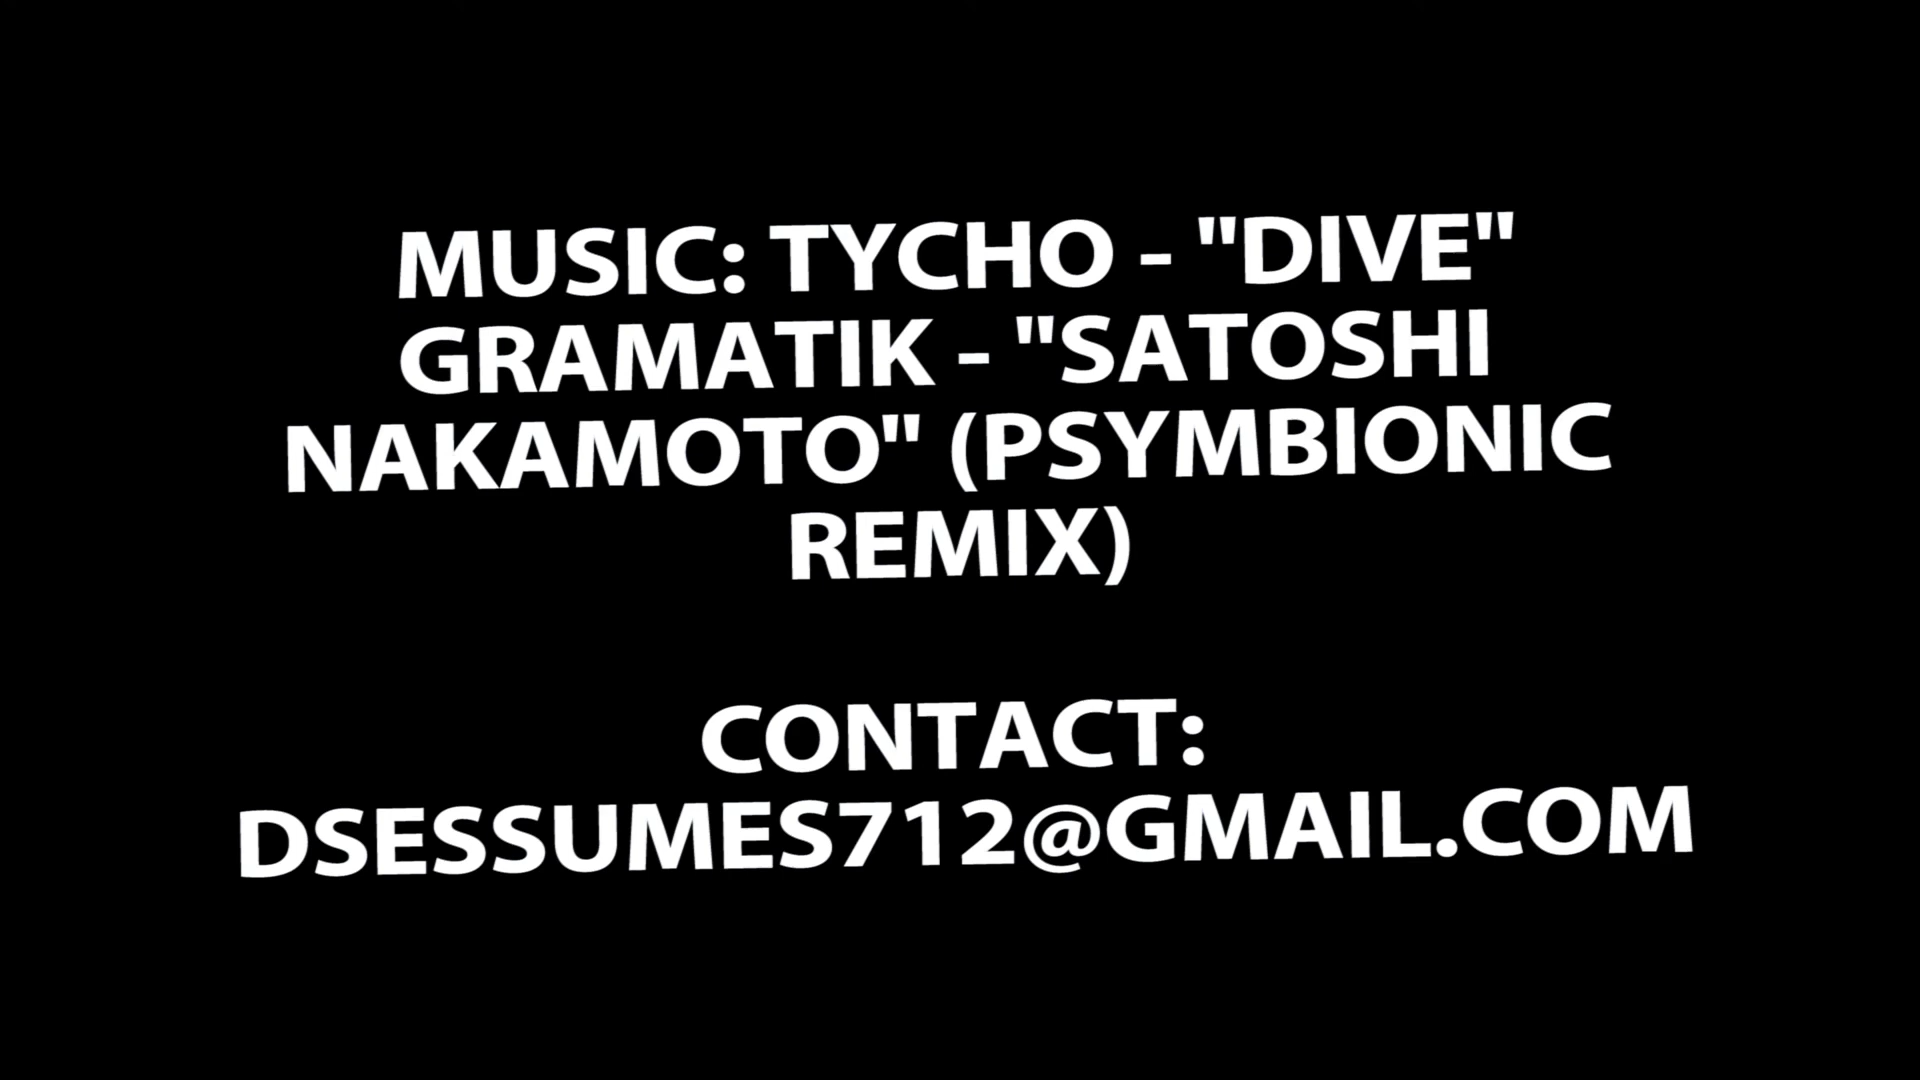 MUSIC: TYCHO - "DIVE"
GRAMATIK - "SATOSHI
NAKAMOTO" (PSYMBIONIC
REMIX)
CONTACT:
DSESSUMES712@GMAIL.COM